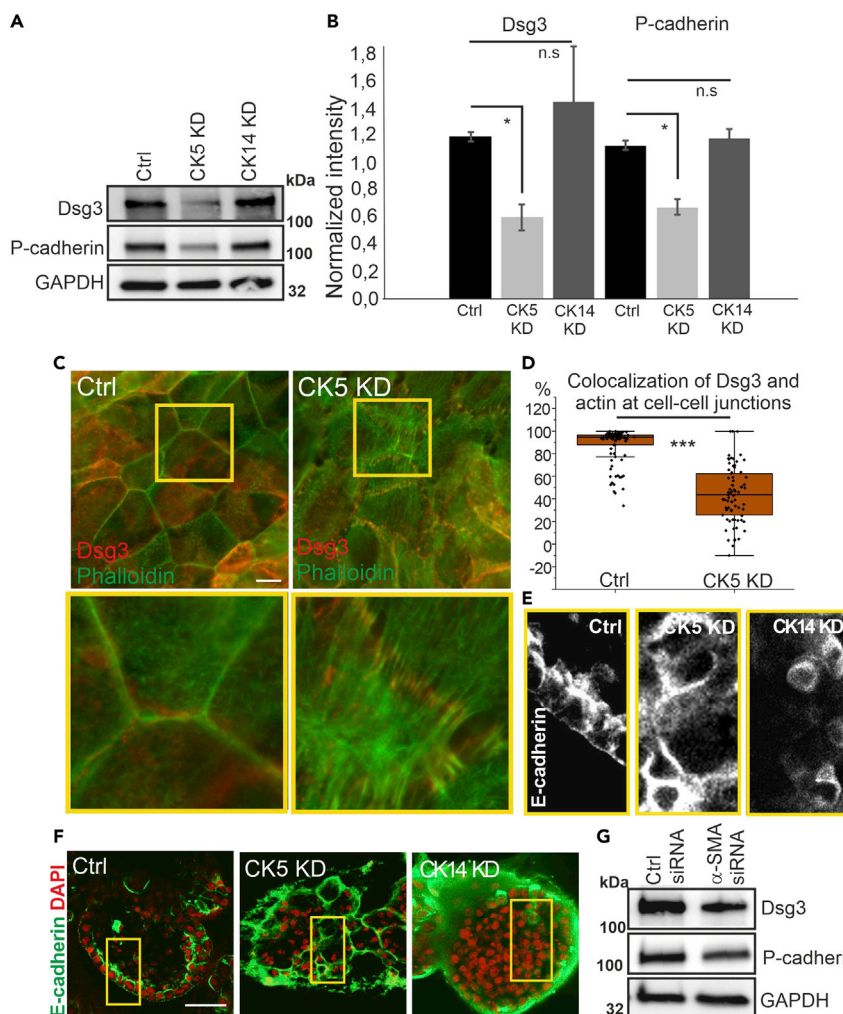 A
Ctrl
CK5 KD
CK14 KD
kDa
Dsg3
100
P-cadherin
100
GAPDH
32
B
Dsg3
P-cadherin
Normalized intensity
1,8
1,6
1,4
1,2
1,0
0,8
0,6
0,4
0,2
0,0
n.s
*
n.s
*
Ctrl
CK5
KD
CK14
KD
Ctrl
CK5
KD
CK14
KD
C
Ctrl
Dsg3
Phalloidin
CK5 KD
Dsg3
Phalloidin
D
Colocalization of Dsg3 and
actin at cell-cell junctions
%
120
100
80
60
40
20
0
-20
***
Ctrl
CK5 KD
E
E-cadherin
Ctrl
CK5 KD
CK14 KD
F
E-cadherin DAPI
Ctrl
CK5 KD
CK14 KD
G
Ctrl
siRNA
α-SMA
siRNA
kDa
Dsg3
100
P-cadher
100
GAPDH
32